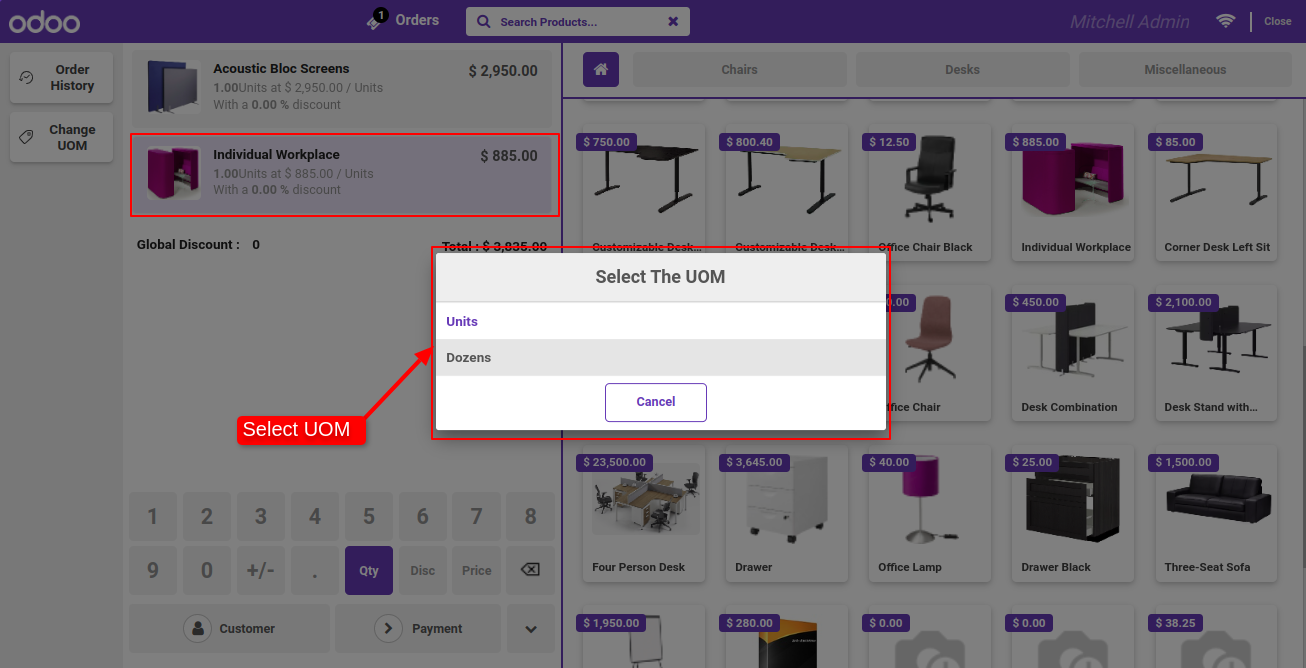 odoo
1
Orders
Search Products...
Mitchell Admin
Close
Order
History
Change
UOM
Acoustic Bloc Screens
$ 2,950.00
1.00Units at $ 2,950.00 / Units
With a 0.00 % discount
Individual Workplace
$ 885.00
1.00Units at $ 885.00 / Units
With a 0.00 % discount
Global Discount : 0
Total : $ 3,835.00
Chairs
Desks
Miscellaneous
$ 750.00
Customizable Desk...
$ 800.40
Customizable Desk...
$ 12.50
Office Chair Black
$ 885.00
Individual Workplace
$ 85.00
Corner Desk Left Sit
Select The UOM
Units
Dozens
Cancel
Select UOM
Office Chair
$ 450.00
Desk Combination
$ 2,100.00
Desk Stand with...
$ 23,500.00
Four Person Desk
$ 3,645.00
Drawer
$ 40.00
Office Lamp
$ 25.00
Drawer Black
$ 1,500.00
Three-Seat Sofa
$ 1,950.00
$ 280.00
$ 0.00
$ 0.00
$ 38.25
1 2 3 4 5 6 7 8
9 0 +/- . Qty Disc Price
Customer
Payment